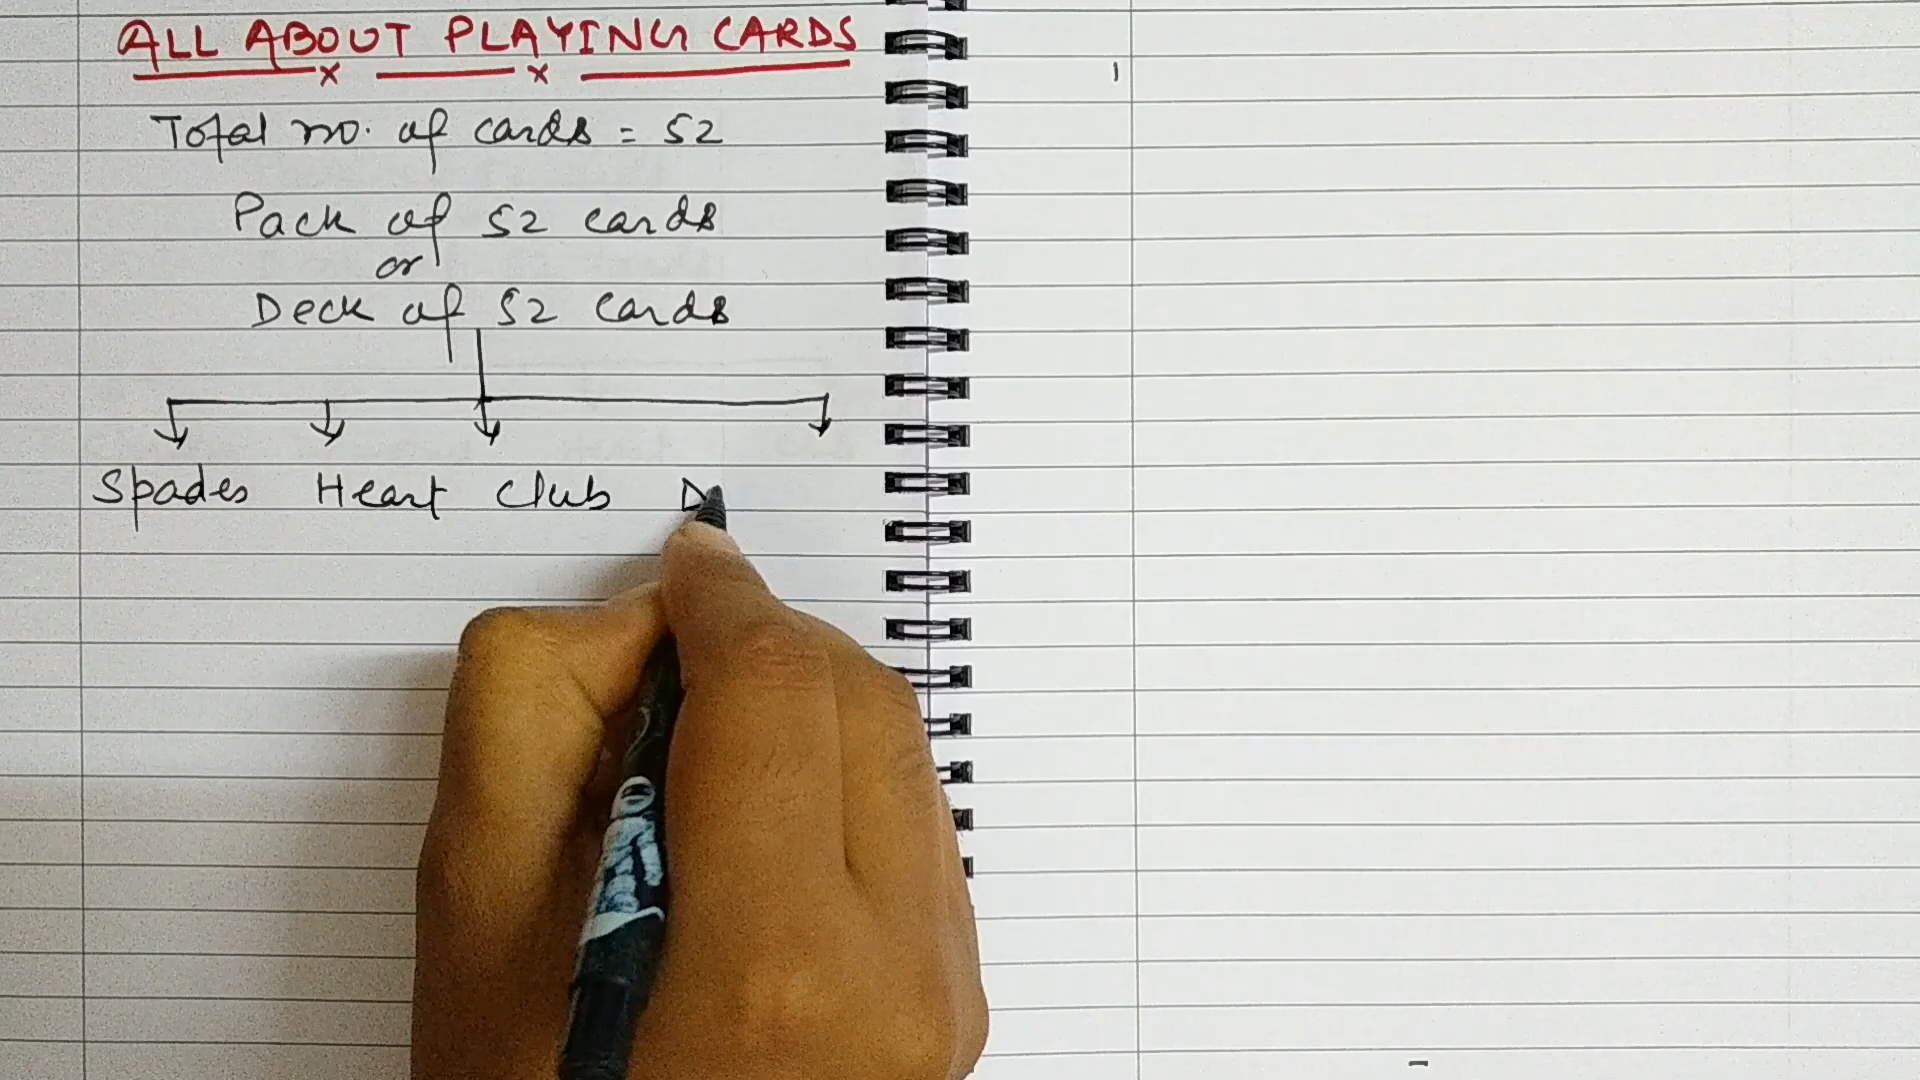 ALL ABOUT PLAYING CARDS
Total no. of cards = 52
Pack of 52 cards
or
Deck of 52 cards
Spades Heart Club D